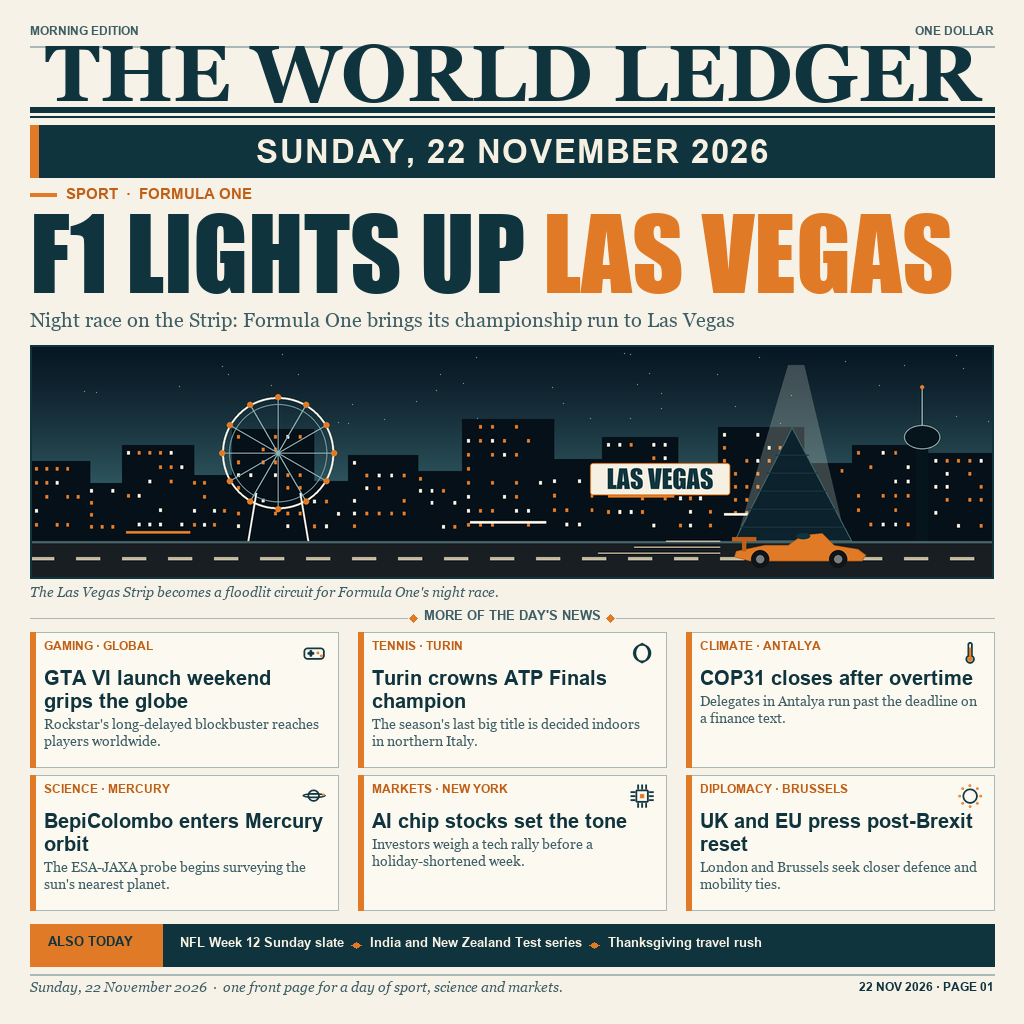 MORNING EDITION
ONE DOLLAR
THE WORLD LEDGER
SUNDAY, 22 NOVEMBER 2026
SPORT · FORMULA ONE
F1 LIGHTS UP LAS VEGAS
Night race on the Strip: Formula One brings its championship run to Las Vegas
LAS VEGAS
The Las Vegas Strip becomes a floodlit circuit for Formula One's night race.
MORE OF THE DAY'S NEWS
GAMING · GLOBAL
GTA VI launch weekend
grips the globe
Rockstar's long-delayed blockbuster reaches
players worldwide.
TENNIS · TURIN
Turin crowns ATP Finals
champion
The season's last big title is decided indoors
in northern Italy.
CLIMATE · ANTALYA
COP31 closes after overtime
Delegates in Antalya run past the deadline on
a finance text.
SCIENCE · MERCURY
BepiColombo enters Mercury
orbit
The ESA-JAXA probe begins surveying the
sun's nearest planet.
MARKETS · NEW YORK
AI chip stocks set the tone
Investors weigh a tech rally before a
holiday-shortened week.
DIPLOMACY · BRUSSELS
UK and EU press post-Brexit
reset
London and Brussels seek closer defence and
mobility ties.
ALSO TODAY
NFL Week 12 Sunday slate ◆ India and New Zealand Test series ◆ Thanksgiving travel rush
Sunday, 22 November 2026 · one front page for a day of sport, science and markets.
22 NOV 2026 · PAGE 01